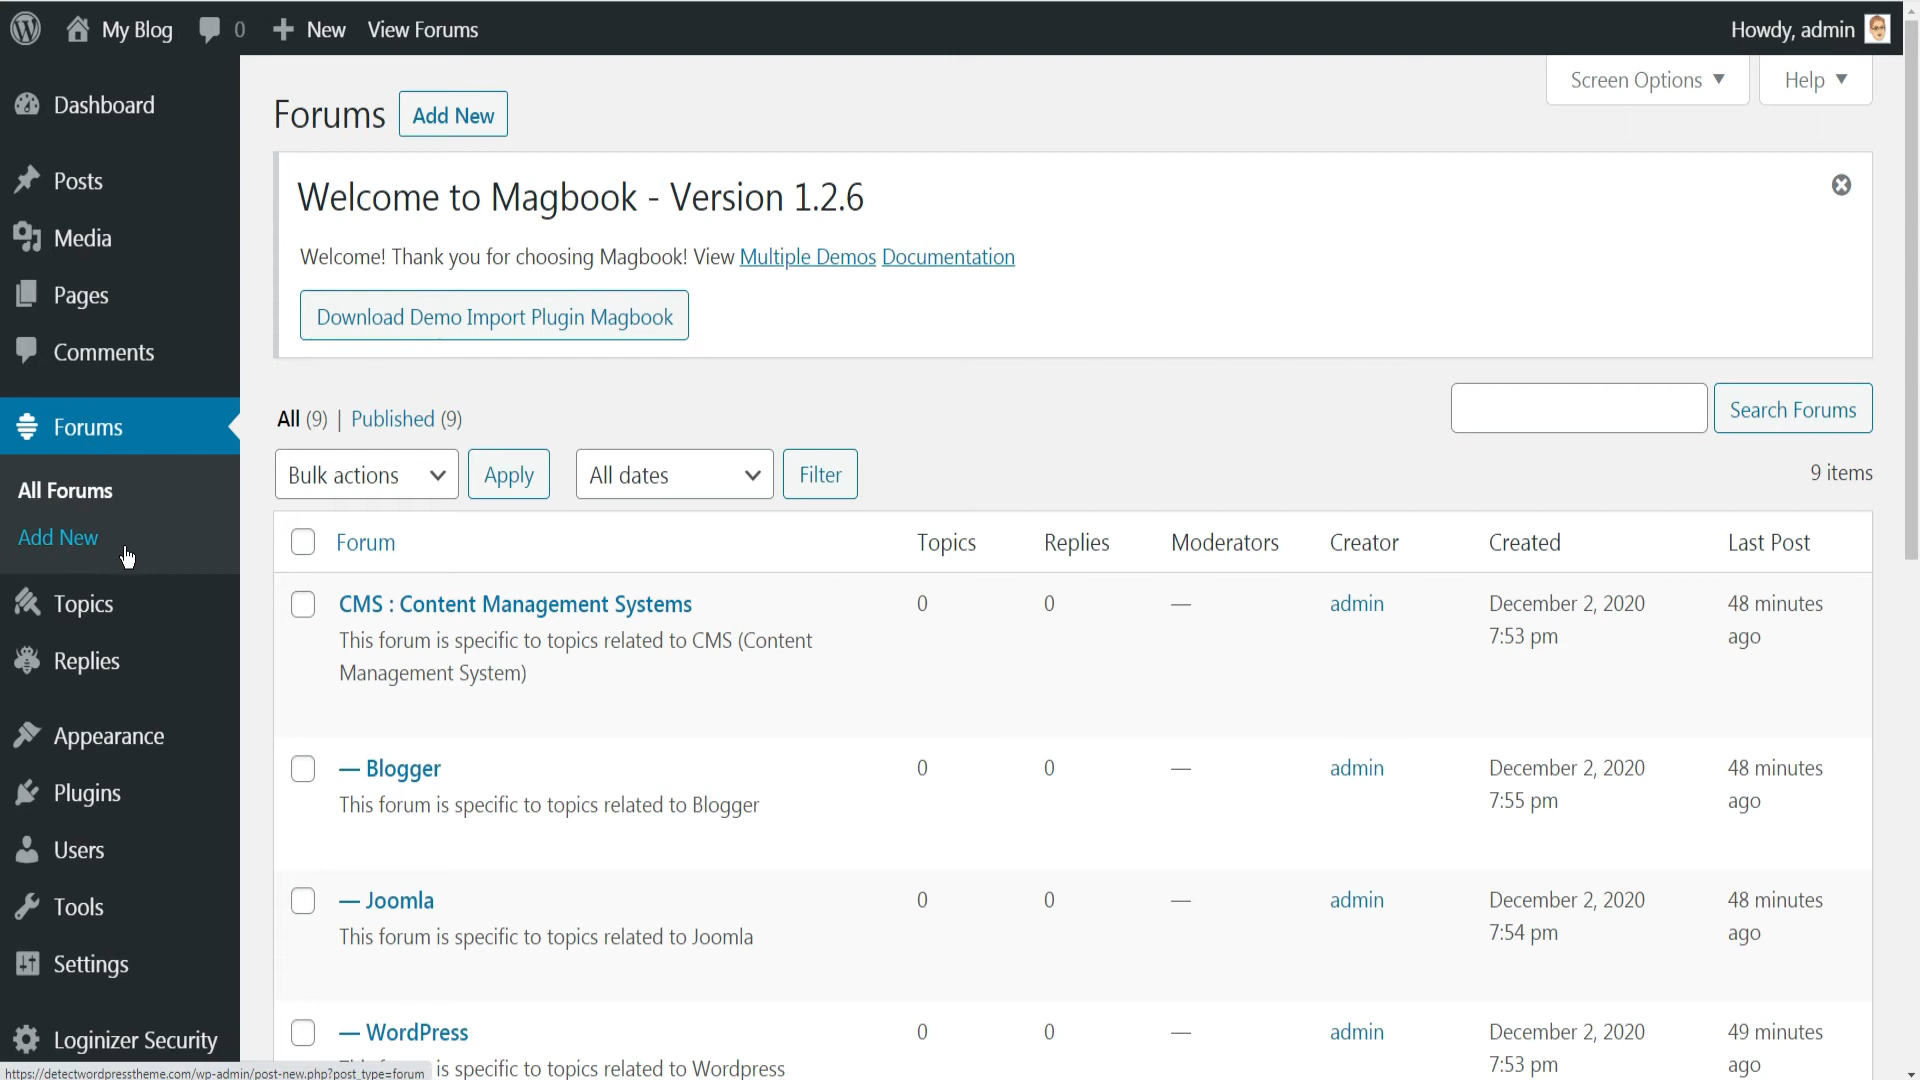 My Blog 0 New View Forums Howdy, admin
Screen Options Help
Dashboard
Posts
Media
Pages
Comments
Forums
All Forums
Add New
Topics
Replies
Appearance
Plugins
Users
Tools
Settings
Loginizer Security
Forums Add New
Welcome to Magbook - Version 1.2.6
Welcome! Thank you for choosing Magbook! View Multiple Demos Documentation
Download Demo Import Plugin Magbook
All (9) | Published (9)
Search Forums
Bulk actions Apply All dates Filter 9 items
Forum Topics Replies Moderators Creator Created Last Post
CMS : Content Management Systems 0 0 — admin December 2, 2020 48 minutes
7:53 pm ago
This forum is specific to topics related to CMS (Content
Management System)
— Blogger 0 0 — admin December 2, 2020 48 minutes
This forum is specific to topics related to Blogger 7:55 pm ago
— Joomla 0 0 — admin December 2, 2020 48 minutes
This forum is specific to topics related to Joomla 7:54 pm ago
— WordPress 0 0 — admin December 2, 2020 49 minutes
is specific to topics related to Wordpress 7:53 pm ago
https://detectwordpresstheme.com/wp-admin/post-new.php?post_type=forum